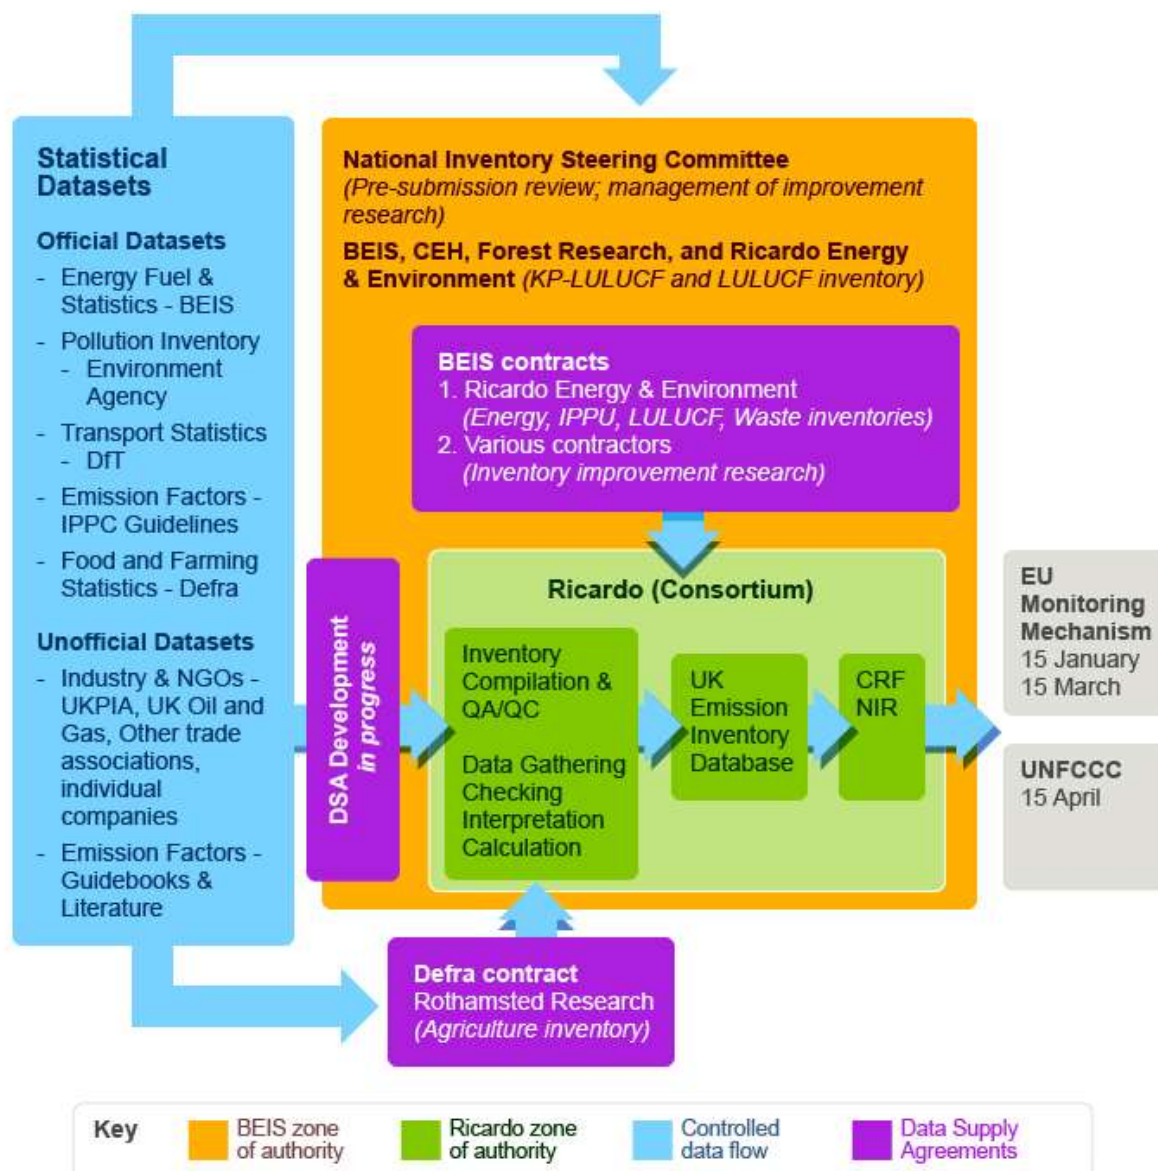 Statistical
Datasets
Official Datasets
- Energy Fuel &
Statistics - BEIS
- Pollution Inventory
- Environment
Agency
- Transport Statistics
- DfT
- Emission Factors -
IPPC Guidelines
- Food and Farming
Statistics - Defra
Unofficial Datasets
- Industry & NGOs -
UKPIA, UK Oil and
Gas, Other trade
associations,
individual
companies
- Emission Factors -
Guidebooks &
Literature
National Inventory Steering Committee
(Pre-submission review; management of improvement
research)
BEIS, CEH, Forest Research, and Ricardo Energy
& Environment (KP-LULUCF and LULUCF inventory)
BEIS contracts
1. Ricardo Energy & Environment
(Energy, IPPU, LULUCF, Waste inventories)
2. Various contractors
(Inventory improvement research)
DSA Development
in progress
Ricardo (Consortium)
Inventory
Compilation &
QA/QC
Data Gathering
Checking
Interpretation
Calculation
UK
Emission
Inventory
Database
CRF
NIR
EU
Monitoring
Mechanism
15 January
15 March
UNFCCC
15 April
Defra contract
Rothamsted Research
(Agriculture inventory)
Key
BEIS zone
of authority
Ricardo zone
of authority
Controlled
data flow
Data Supply
Agreements